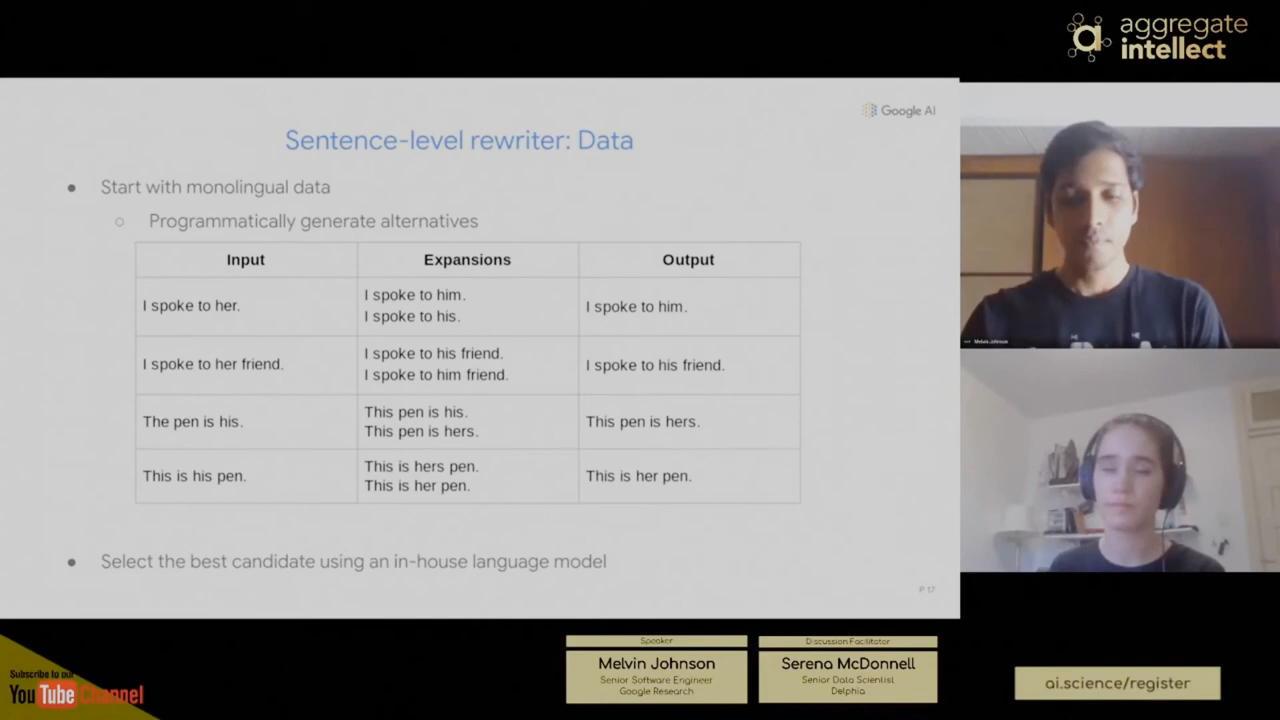 aggregate
intellect
Google AI
Sentence-level rewriter: Data
● Start with monolingual data
○ Programmatically generate alternatives
Input Expansions Output
I spoke to her.
I spoke to him.
I spoke to his.
I spoke to him.
I spoke to her friend.
I spoke to his friend.
I spoke to him friend.
I spoke to his friend.
The pen is his.
This pen is his.
This pen is hers.
This pen is hers.
This is his pen.
This is hers pen.
This is her pen.
This is her pen.
● Select the best candidate using an in-house language model
P 17
Melvin Johnson
Speaker
Melvin Johnson
Senior Software Engineer
Google Research
Discussion Facilitator
Serena McDonnell
Senior Data Scientist
Delphia
Subscribe to our
YouTube Channel
ai.science/register